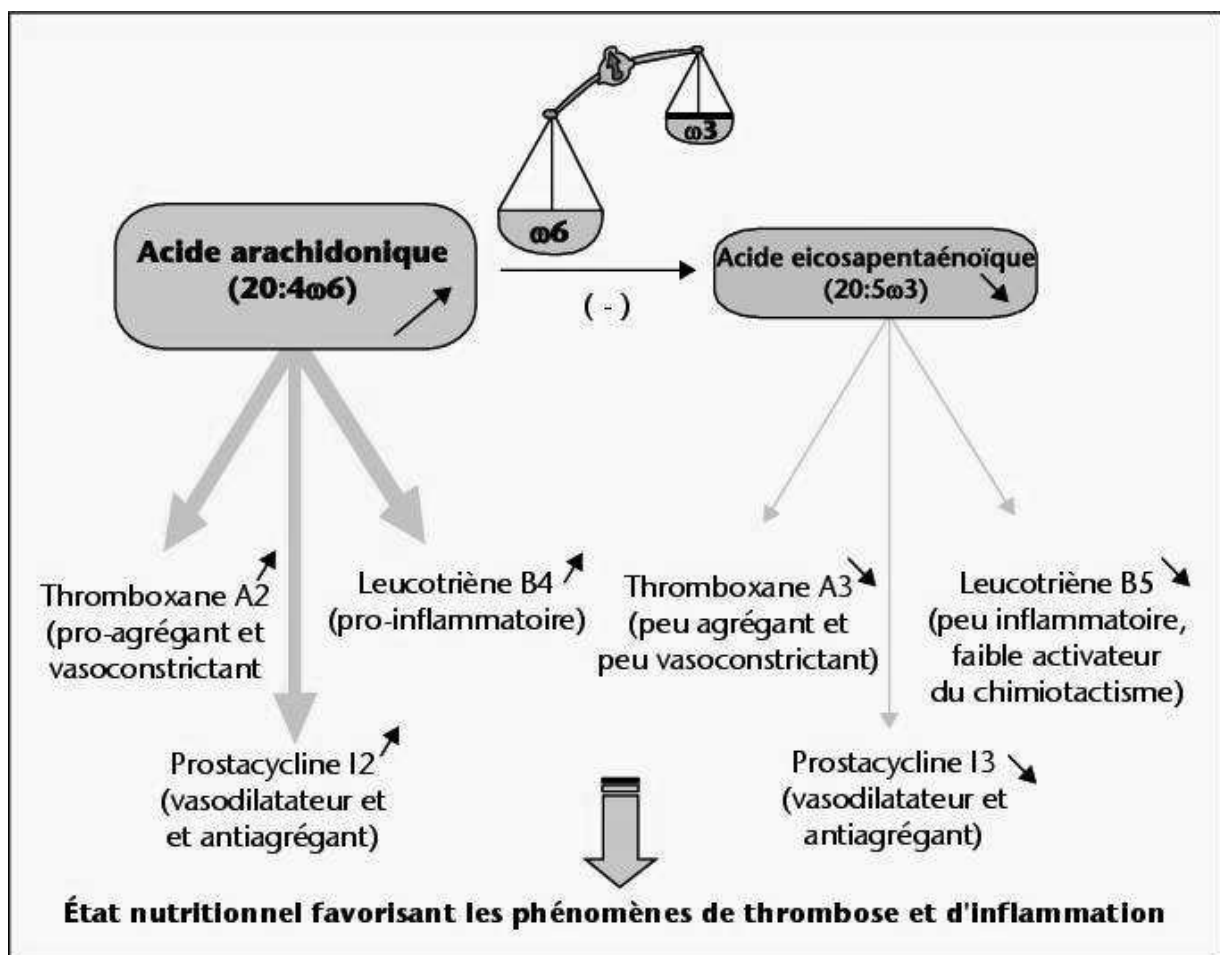 ω3
ω6
Acide arachidonique
(20:4ω6)
( - )
Acide eicosapentaénoïque
(20:5ω3)
Thromboxane A2
(pro-agrégant et
vasoconstrictant
Leucotriène B4
(pro-inflammatoire)
Prostacycline I2
(vasodilatateur et
et antiagrégant)
Thromboxane A3
(peu agrégant et
peu vasoconstrictant)
Leucotriène B5
(peu inflammatoire,
faible activateur
du chimiotactisme)
Prostacycline I3
(vasodilatateur et
antiagrégant)
État nutritionnel favorisant les phénomènes de thrombose et d'inflammation